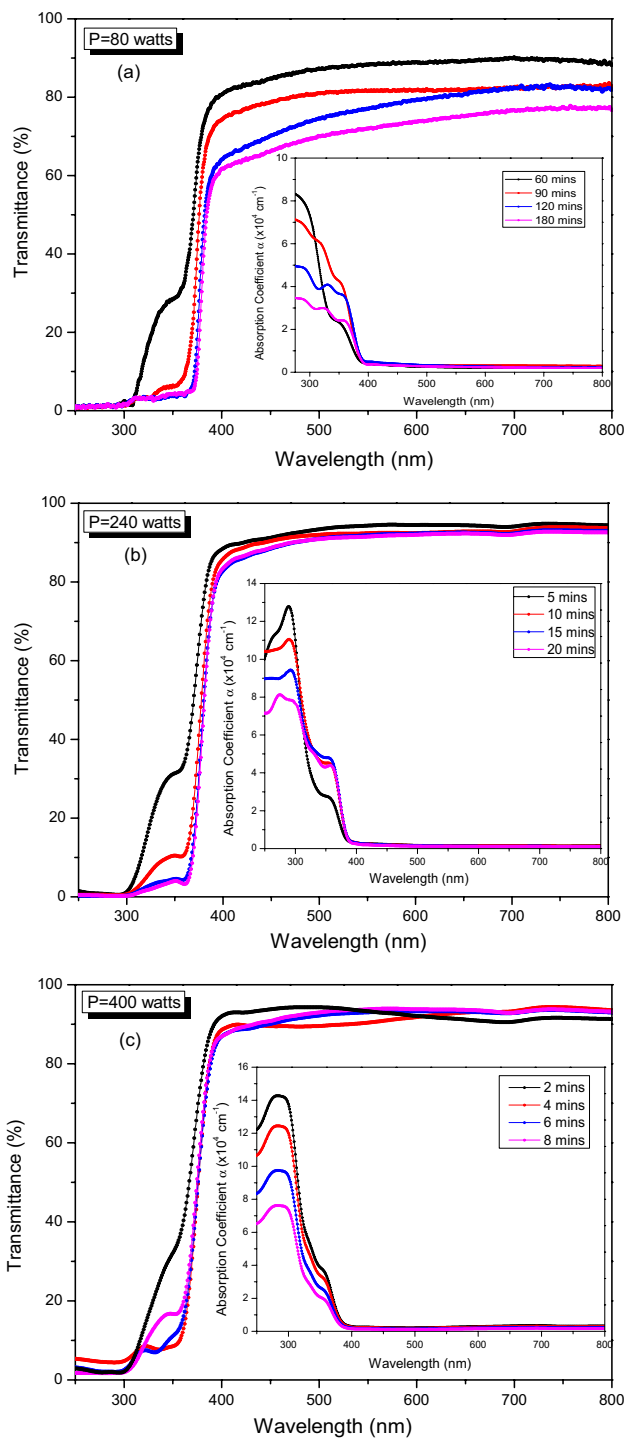 P=80 watts
(a)
Transmittance (%)
100
80
60
40
20
0
300 400 500 600 700 800
Wavelength (nm)
Absorption Coefficient α (x10⁴ cm⁻¹)
10
8
6
4
2
0
300 400 500 600 700 800
Wavelength (nm)
60 mins
90 mins
120 mins
180 mins
P=240 watts
(b)
Transmittance (%)
100
80
60
40
20
0
300 400 500 600 700 800
Wavelength (nm)
Absorption Coefficient α (x10⁴ cm⁻¹)
14
12
10
8
6
4
2
0
300 400 500 600 700 800
Wavelength (nm)
5 mins
10 mins
15 mins
20 mins
P=400 watts
(c)
Transmittance (%)
100
80
60
40
20
0
300 400 500 600 700 800
Wavelength (nm)
Absorption Coefficient α (x10⁴ cm⁻¹)
16
14
12
10
8
6
4
2
0
300 400 500 600 700 800
Wavelength (nm)
2 mins
4 mins
6 mins
8 mins